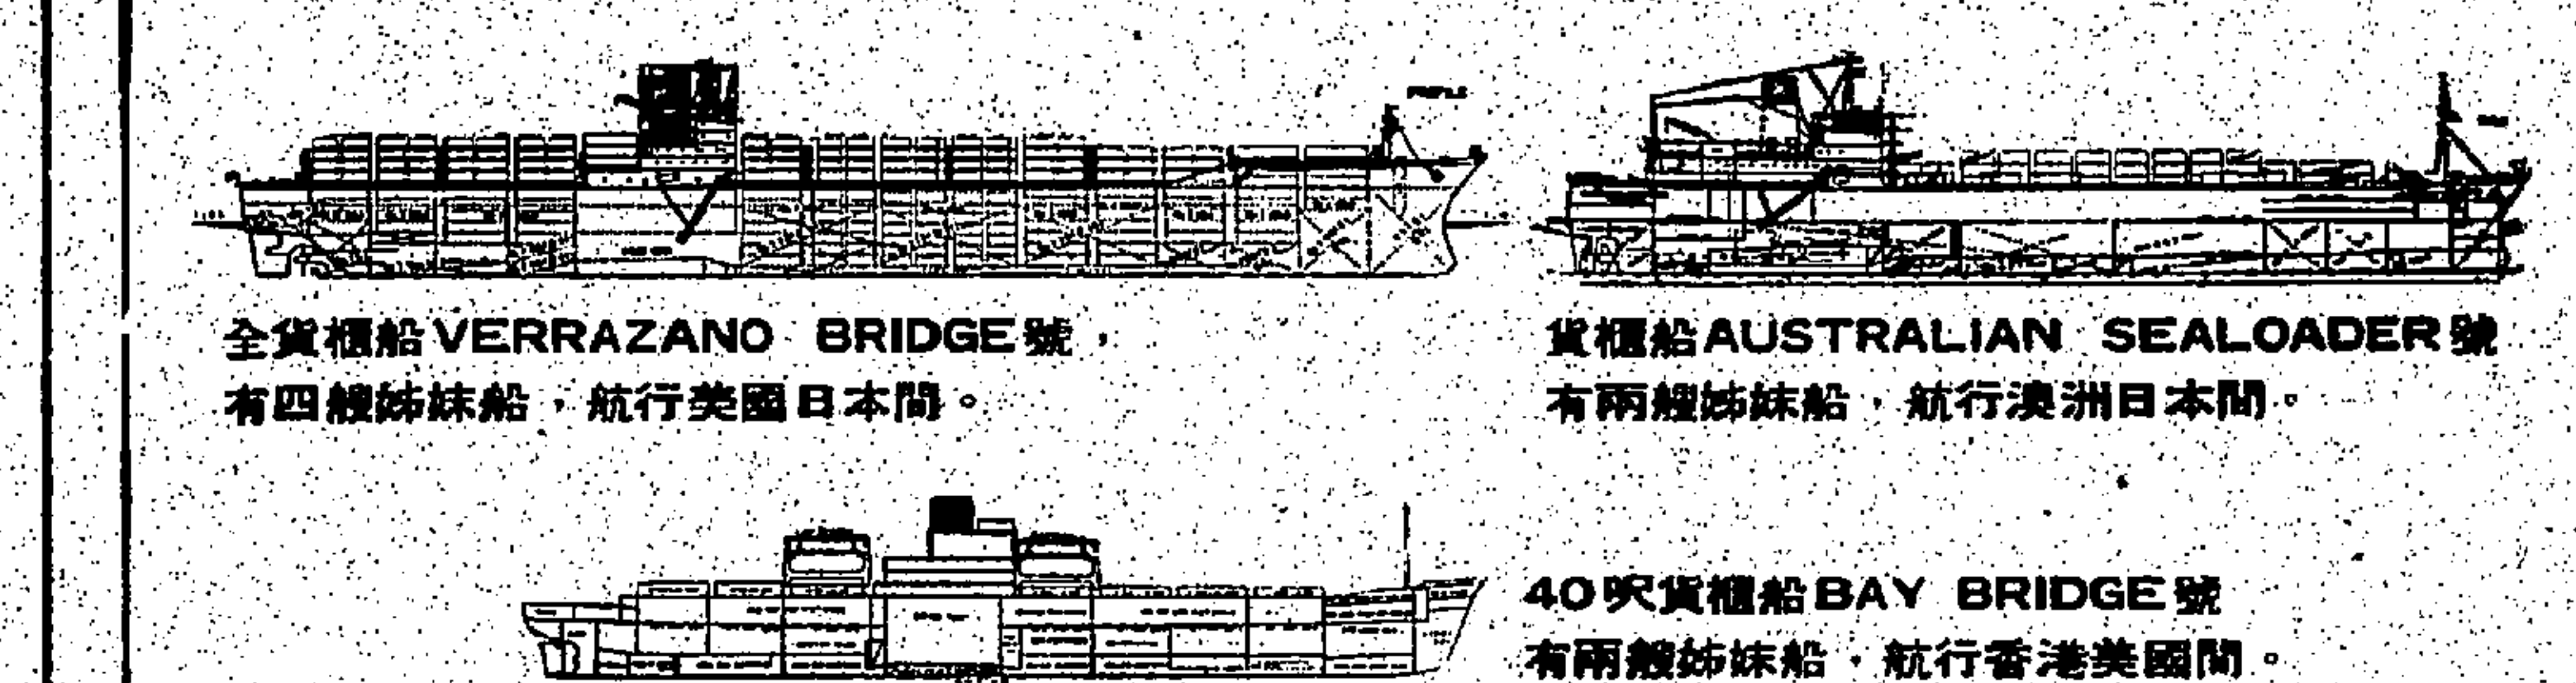 全貨櫃船VERRAZANO BRIDGE號，
有四艘姊妹船，航行美國日本間。
貨櫃船AUSTRALIAN SEALOADER號
有兩艘姊妹船，航行澳洲日本間。
40呎貨櫃船BAY BRIDGE號
有兩艘姊妹船，航行香港美國間。